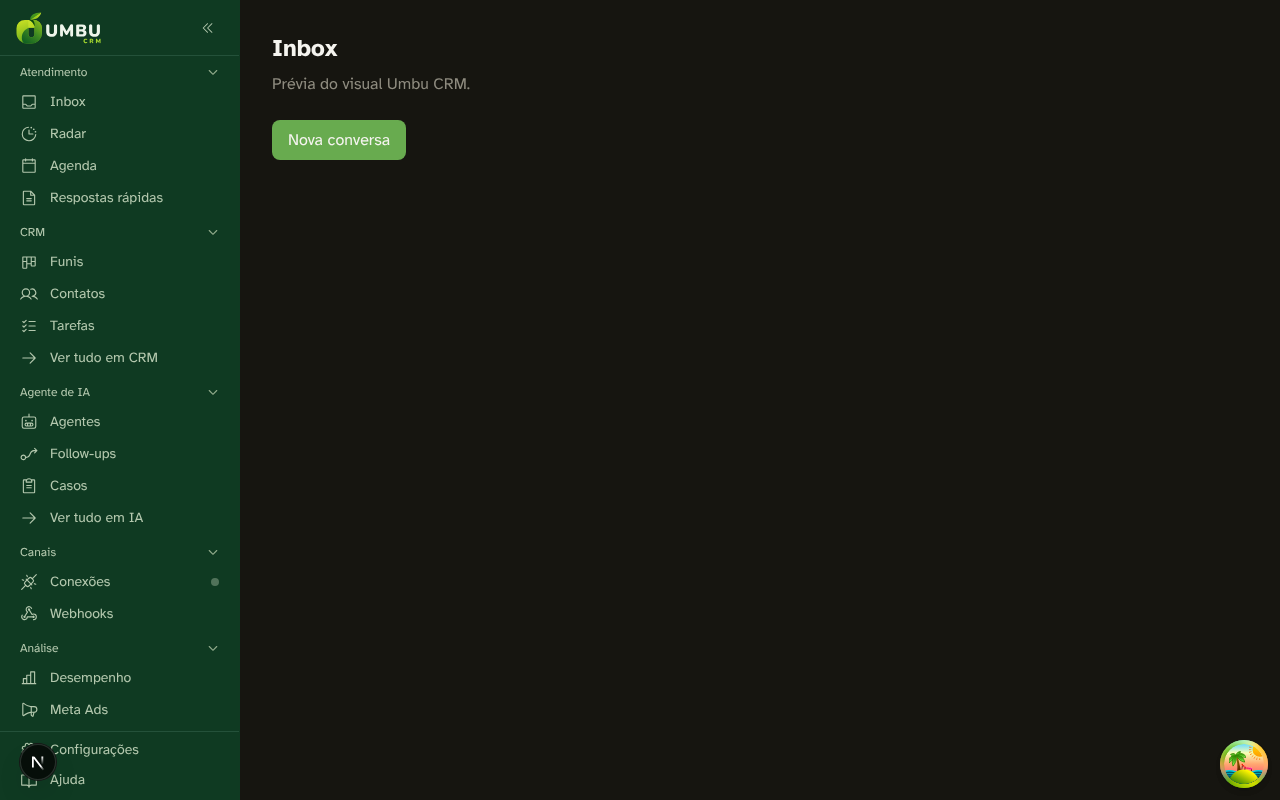 UMBU
CRM
Atendimento
Inbox
Radar
Agenda
Respostas rápidas
CRM
Funis
Contatos
Tarefas
Ver tudo em CRM
Agente de IA
Agentes
Follow-ups
Casos
Ver tudo em IA
Canais
Conexões
Webhooks
Análise
Desempenho
Meta Ads
Configurações
N
Ajuda
Inbox
Prévia do visual Umbu CRM.
Nova conversa